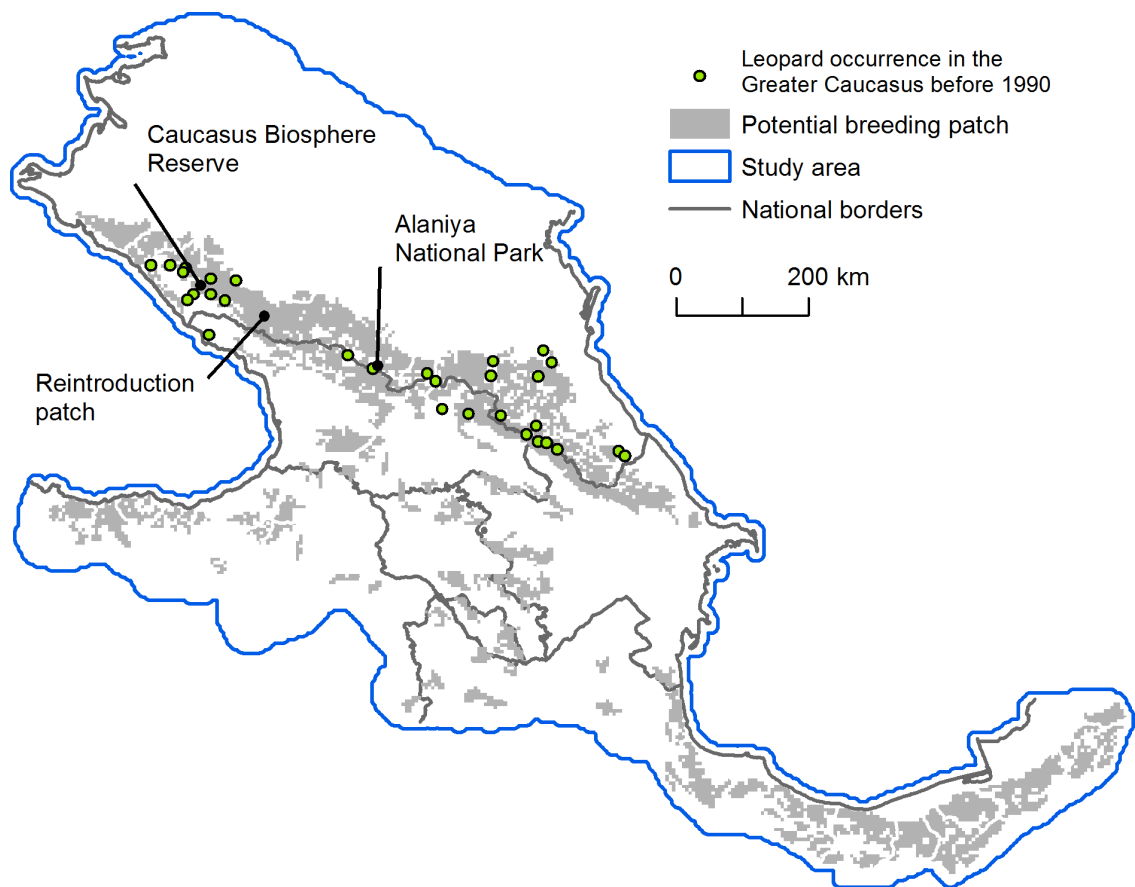 Leopard occurrence in the
Greater Caucasus before 1990
Potential breeding patch
Study area
National borders
0 200 km
Caucasus Biosphere
Reserve
Alaniya
National Park
Reintroduction
patch